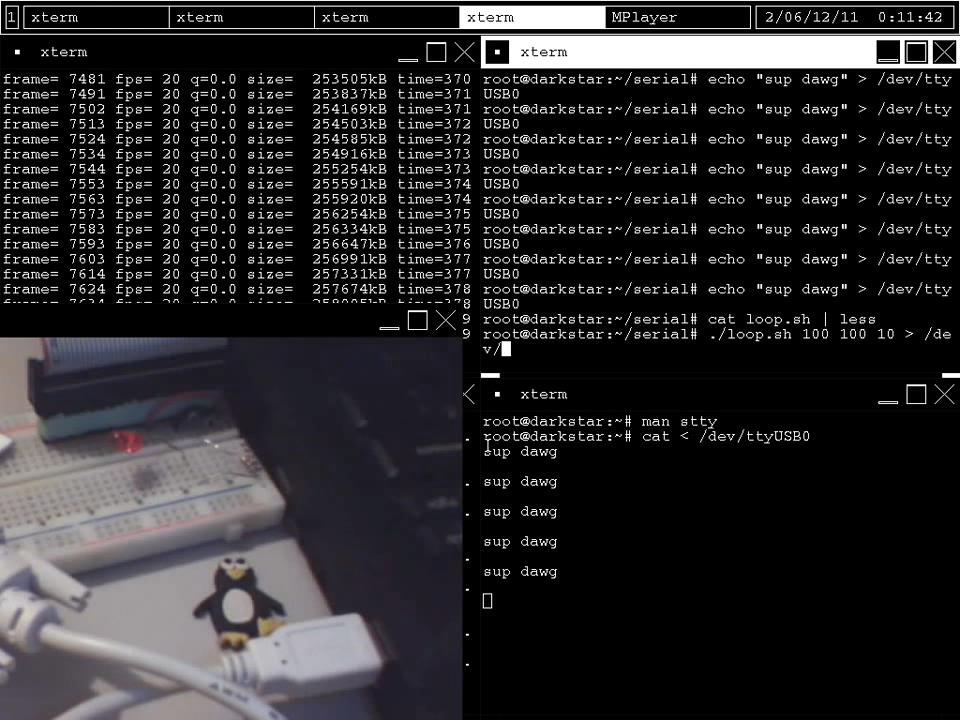 1 xterm xterm xterm xterm MPlayer 2/06/12/11 0:11:42
xterm
frame= 7481 fps= 20 q=0.0 size= 253505kB time=370
frame= 7491 fps= 20 q=0.0 size= 253837kB time=371
frame= 7502 fps= 20 q=0.0 size= 254169kB time=371
frame= 7513 fps= 20 q=0.0 size= 254503kB time=372
frame= 7524 fps= 20 q=0.0 size= 254585kB time=372
frame= 7534 fps= 20 q=0.0 size= 254916kB time=373
frame= 7544 fps= 20 q=0.0 size= 255254kB time=373
frame= 7553 fps= 20 q=0.0 size= 255591kB time=374
frame= 7563 fps= 20 q=0.0 size= 255920kB time=374
frame= 7573 fps= 20 q=0.0 size= 256254kB time=375
frame= 7583 fps= 20 q=0.0 size= 256334kB time=375
frame= 7593 fps= 20 q=0.0 size= 256647kB time=376
frame= 7603 fps= 20 q=0.0 size= 256991kB time=377
frame= 7614 fps= 20 q=0.0 size= 257331kB time=377
frame= 7624 fps= 20 q=0.0 size= 257674kB time=378
9
9
xterm
root@darkstar:~/serial# echo "sup dawg" > /dev/tty
USB0
root@darkstar:~/serial# echo "sup dawg" > /dev/tty
USB0
root@darkstar:~/serial# echo "sup dawg" > /dev/tty
USB0
root@darkstar:~/serial# echo "sup dawg" > /dev/tty
USB0
root@darkstar:~/serial# echo "sup dawg" > /dev/tty
USB0
root@darkstar:~/serial# echo "sup dawg" > /dev/tty
USB0
root@darkstar:~/serial# echo "sup dawg" > /dev/tty
USB0
root@darkstar:~/serial# echo "sup dawg" > /dev/tty
USB0
root@darkstar:~/serial# cat loop.sh | less
root@darkstar:~/serial# ./loop.sh 100 100 10 > /de
v/
xterm
root@darkstar:~# man stty
root@darkstar:~# cat < /dev/ttyUSB0
sup dawg
sup dawg
sup dawg
sup dawg
sup dawg